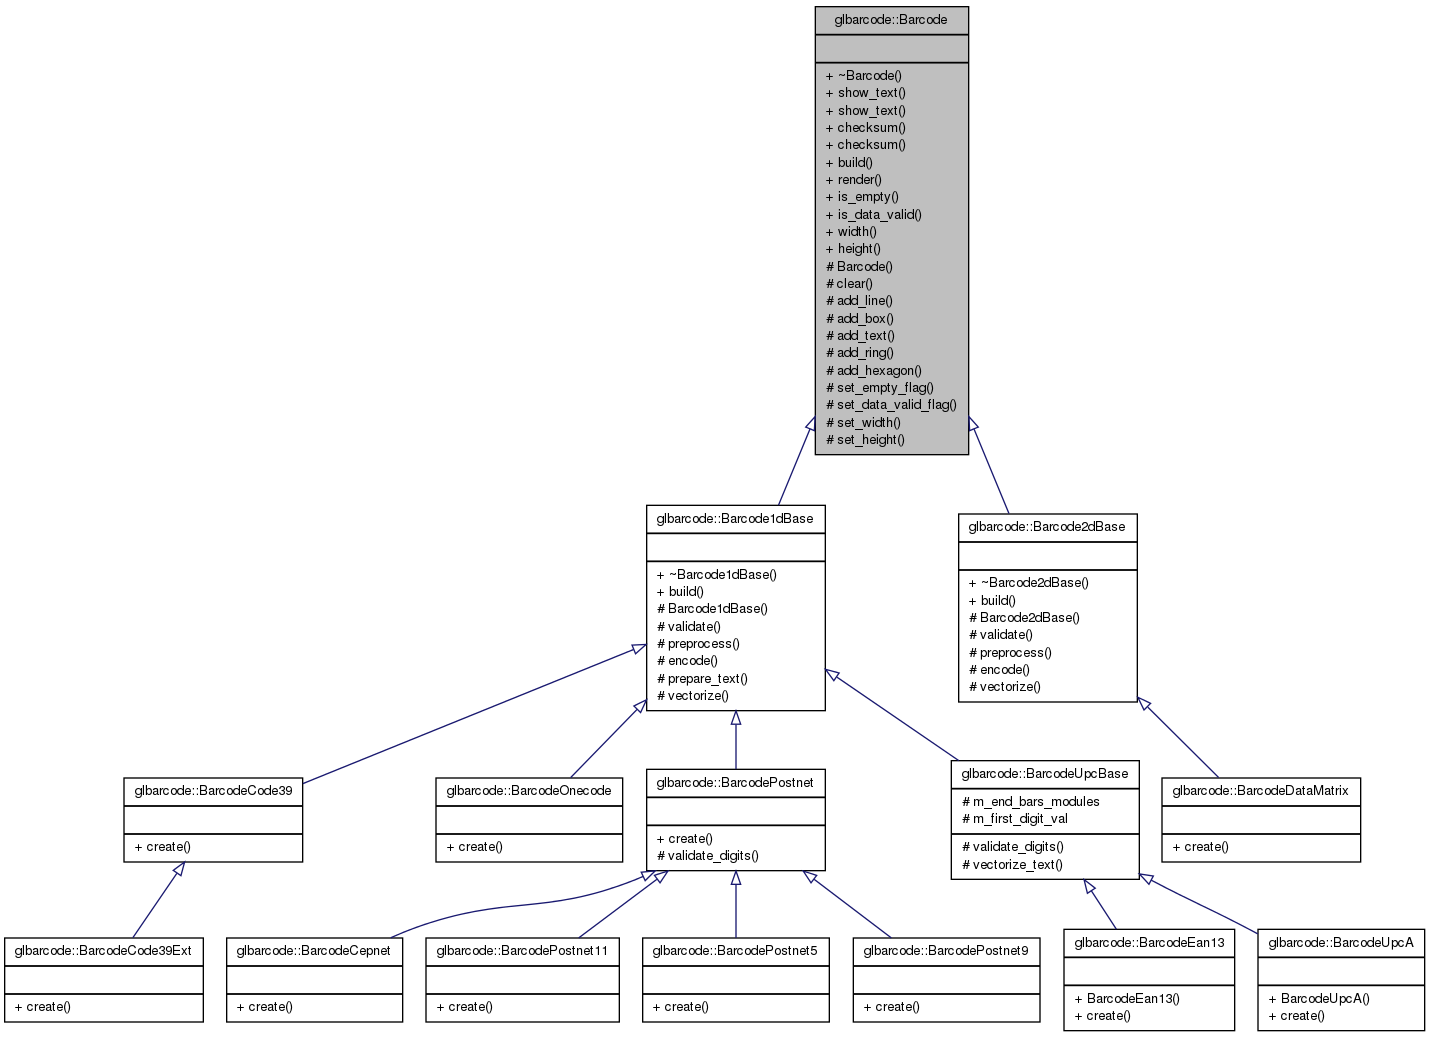 glbarcode::Barcode
+ ~Barcode()
+ show_text()
+ show_text()
+ checksum()
+ checksum()
+ build()
+ render()
+ is_empty()
+ is_data_valid()
+ width()
+ height()
# Barcode()
# clear()
# add_line()
# add_box()
# add_text()
# add_ring()
# add_hexagon()
# set_empty_flag()
# set_data_valid_flag()
# set_width()
# set_height()
glbarcode::Barcode1dBase
+ ~Barcode1dBase()
+ build()
# Barcode1dBase()
# validate()
# preprocess()
# encode()
# prepare_text()
# vectorize()
glbarcode::Barcode2dBase
+ ~Barcode2dBase()
+ build()
# Barcode2dBase()
# validate()
# preprocess()
# encode()
# vectorize()
glbarcode::BarcodeCode39
+ create()
glbarcode::BarcodeOnecode
+ create()
glbarcode::BarcodePostnet
+ create()
# validate_digits()
glbarcode::BarcodeUpcBase
# m_end_bars_modules
# m_first_digit_val
# validate_digits()
# vectorize_text()
glbarcode::BarcodeDataMatrix
+ create()
glbarcode::BarcodeCode39Ext
+ create()
glbarcode::BarcodeCepnet
+ create()
glbarcode::BarcodePostnet11
+ create()
glbarcode::BarcodePostnet5
+ create()
glbarcode::BarcodePostnet9
+ create()
glbarcode::BarcodeEan13
+ BarcodeEan13()
+ create()
glbarcode::BarcodeUpcA
+ BarcodeUpcA()
+ create()